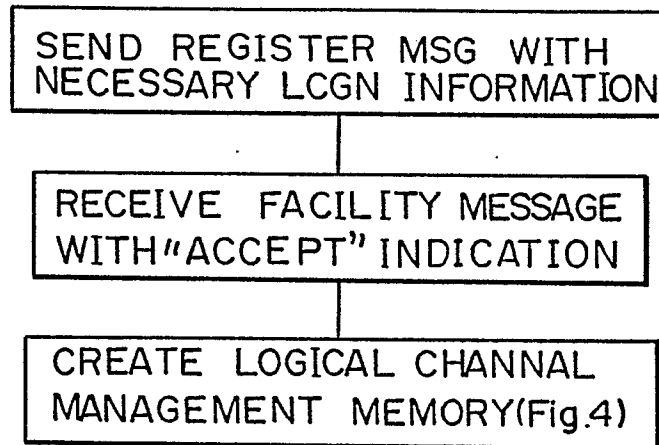 SEND REGISTER MSG WITH
NECESSARY LCGN INFORMATION
RECEIVE FACILITY MESSAGE
WITH "ACCEPT" INDICATION
CREATE LOGICAL CHANNAL
MANAGEMENT MEMORY(Fig.4)